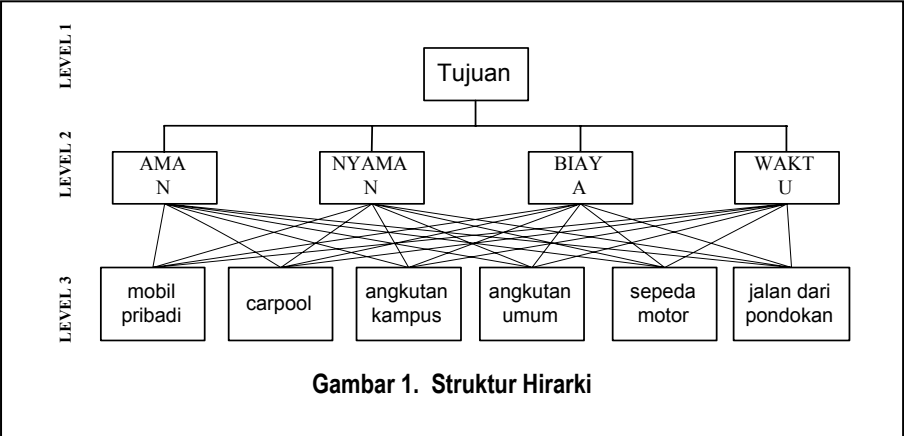 LEVEL 1
Tujuan
LEVEL 2
AMA
N
NYAMA
N
BIAY
A
WAKT
U
LEVEL 3
mobil
pribadi
carpool
angkutan
kampus
angkutan
umum
sepeda
motor
jalan dari
pondokan
Gambar 1. Struktur Hirarki